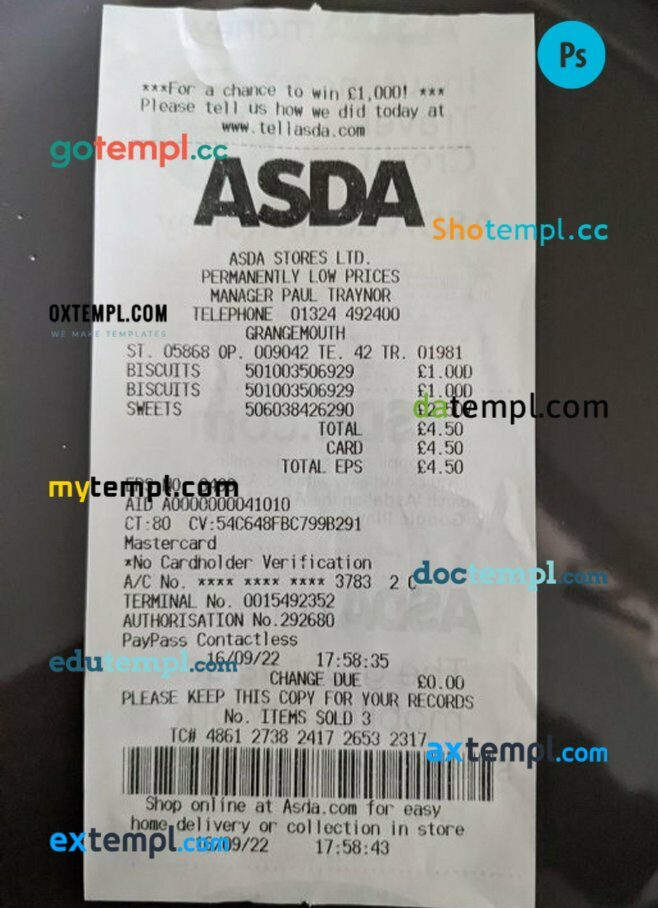 Ps
***For a chance to win £1,000! ***
Please tell us how we did today at
www.tellasda.com
gotempl.cc
ASDA
Shotempl.cc
ASDA STORES LTD.
PERMANENTLY LOW PRICES
MANAGER PAUL TRAYNOR
OXTEMPL.COM
WE MAKE TEMPLATES
TELEPHONE 01324 492400
GRANGEMOUTH
ST. 05868 OP. 009042 TE. 42 TR. 01981
BISCUITS 501003506929 £1.00D
BISCUITS 501003506929 £1.00D
SWEETS 506038426290
datempl.com
TOTAL £4.50
CARD £4.50
TOTAL EPS £4.50
mytempl.com
AID A0000000041010
CT:80 CV:54C648FBC799B291
Mastercard
*No Cardholder Verification
A/C No. **** **** **** 3783 2 C
doctempl.com
TERMINAL No. 0015492352
AUTHORISATION No.292680
PayPass Contactless
edutempl.com
16/09/22 17:58:35
CHANGE DUE £0.00
PLEASE KEEP THIS COPY FOR YOUR RECORDS
No. ITEMS SOLD 3
TC# 4861 2738 2417 2653 2317
axtempl.com
Shop online at Asda.com for easy
home delivery or collection in store
extempl.com
16/09/22 17:58:43